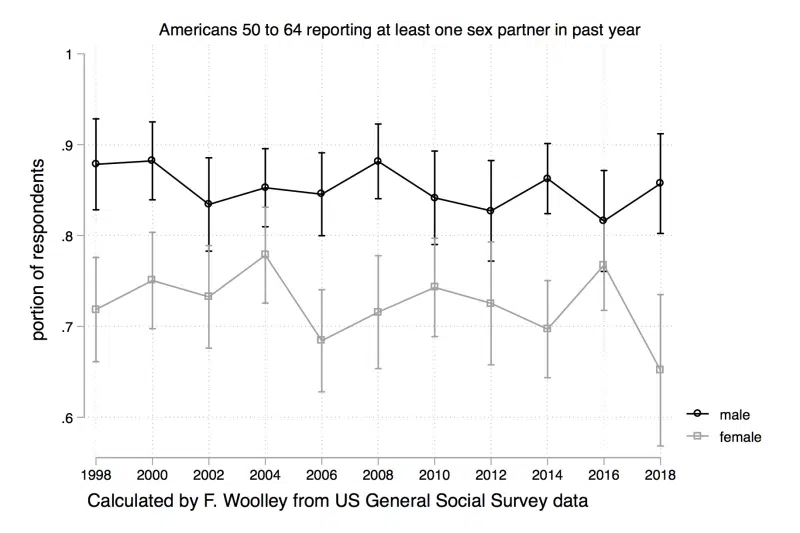 Americans 50 to 64 reporting at least one sex partner in past year
portion of respondents
1
.9
.8
.7
.6
1998 2000 2002 2004 2006 2008 2010 2012 2014 2016 2018
male
female
Calculated by F. Woolley from US General Social Survey data